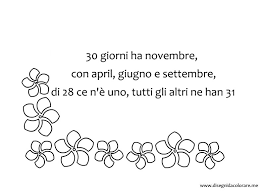 30 giorni ha novembre,
con april, giugno e settembre,
di 28 ce n'è uno, tutti gli altri ne han 31
www.disegnidacolorare.me